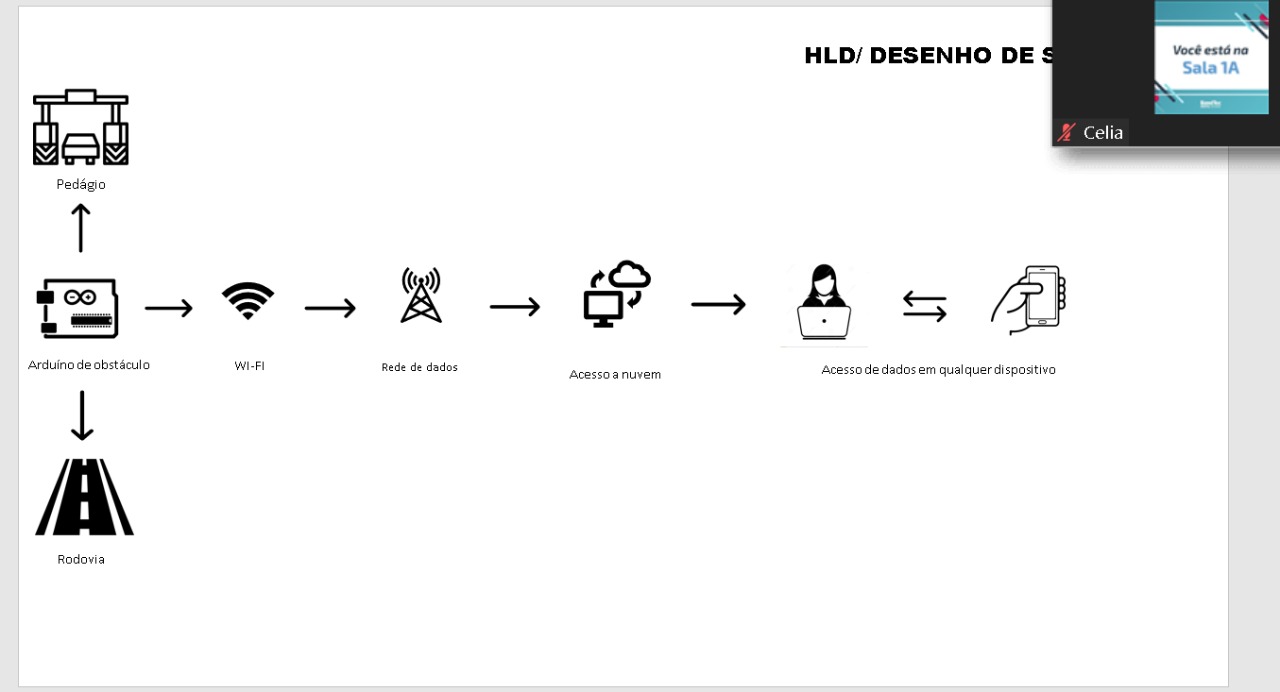 HLD/ DESENHO DE S
Você está na
Sala 1A
Celia
Pedágio
Arduíno de obstáculo
WI-FI
Rede de dados
Acesso a nuvem
Acesso de dados em qualquer dispositivo
Rodovia